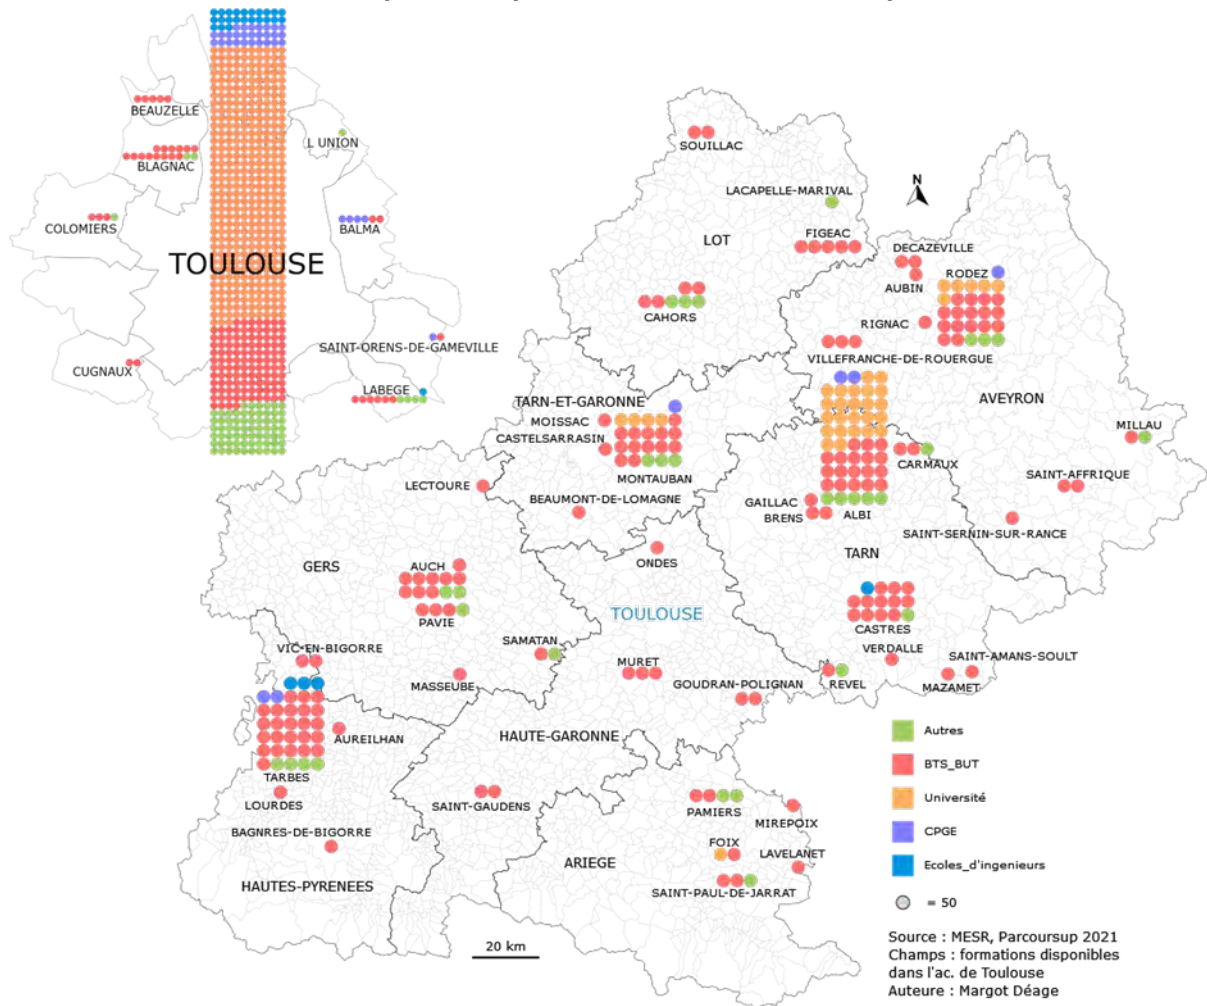 BEAUZELLE
L UNION
BLAGNAC
COLOMIERS
BALMA
TOULOUSE
SAINT-ORENS-DE-GAMEVILLE
CUGNAUX
LABEGE
SOUILLAC
N
LACAPELLE-MARIVAL
LOT
FIGEAC
DECAZEVILLE
RODEZ
AUBIN
CAHORS
RIGNAC
VILLEFRANCHE-DE-ROUERGUE
TARN-ET-GARONNE
AVEYRON
MOISSAC
CASTELSARRASIN
MILLAU
CARMAUX
MONTAUBAN
SAINT-AFFRIQUE
LECTOURE
BEAUMONT-DE-LOMAGNE
GAILLAC
BRENS
ALBI
SAINT-SERNIN-SUR-RANCE
TARN
ONDES
GERS
AUCH
TOULOUSE
PAVIE
CASTRES
SAMATAN
VIC-EN-BIGORRE
VERDALLE
SAINT-AMANS-SOULT
MURET
MASSEUBE
GOUDRAN-POLIGNAN
REVEL
MAZAMET
HAUTE-GARONNE
AUREILHAN
TARBES
LOURDES
SAINT-GAUDENS
PAMIERS
MIREPOIX
BAGNRES-DE-BIGORRE
FOIX
LAVELANET
ARIEGE
HAUTES-PYRENEES
SAINT-PAUL-DE-JARRAT
20 km
Autres
BTS_BUT
Université
CPGE
Ecoles_d'ingenieurs
= 50
Source : MESR, Parcoursup 2021
Champs : formations disponibles
dans l'ac. de Toulouse
Auteure : Margot Déage